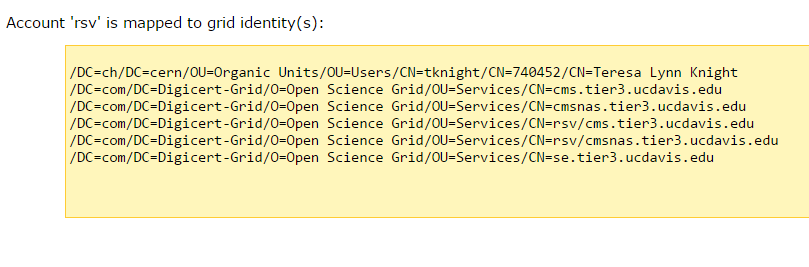 Account 'rsv' is mapped to grid identity(s):
/DC=ch/DC=cern/OU=Organic Units/OU=Users/CN=tknight/CN=740452/CN=Teresa Lynn Knight
/DC=com/DC=Digicert-Grid/O=Open Science Grid/OU=Services/CN=cms.tier3.ucdavis.edu
/DC=com/DC=Digicert-Grid/O=Open Science Grid/OU=Services/CN=cmsnas.tier3.ucdavis.edu
/DC=com/DC=Digicert-Grid/O=Open Science Grid/OU=Services/CN=rsv/cms.tier3.ucdavis.edu
/DC=com/DC=Digicert-Grid/O=Open Science Grid/OU=Services/CN=rsv/cmsnas.tier3.ucdavis.edu
/DC=com/DC=Digicert-Grid/O=Open Science Grid/OU=Services/CN=se.tier3.ucdavis.edu